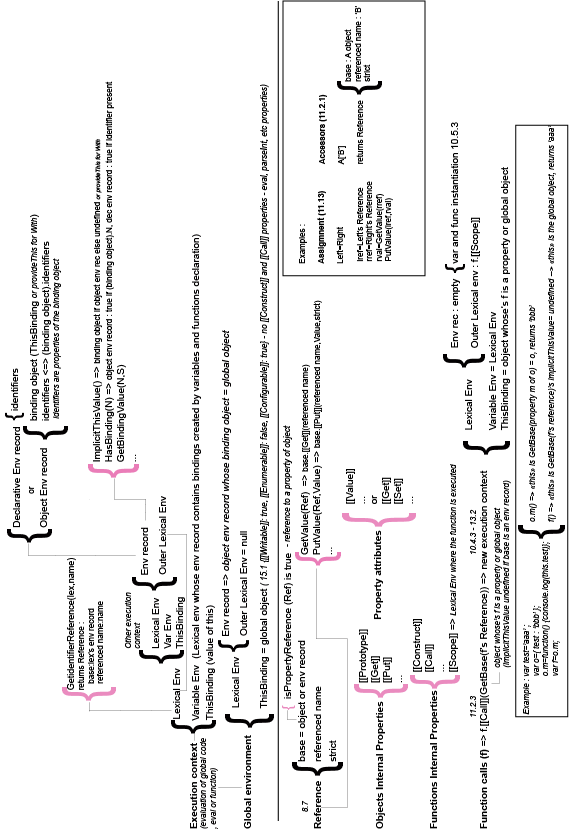 Declarative Env record
identifiers
or
Object Env record
binding object (ThisBinding or provideThis for With)
identifiers <=> (binding object).identifiers
identifiers are properties of the binding object
GetIdentifierReference(lex,name)
returns Reference :
base:lex's env record
referenced name:name
Env record
Outer Lexical Env
ImplicitThisValue() => binding object if object env rec else undefined or provideThis for With
HasBinding(N) => object env record : true if (binding object).N, dec env record : true if identifier present
GetBindingValue(N,S)
...
Other execution
context
Lexical Env
Var Env
ThisBinding
Execution context
(evaluation of global code
, eval or function)
Lexical Env
Variable Env (Lexical env whose env record contains bindings created by variables and functions declaration)
ThisBinding (value of this)
Global environment
Lexical Env
Env record => object env record whose binding object = global object
Outer Lexical Env = null
ThisBinding = global object ( 15.1 {[[Writable]]: true, [[Enumerable]]: false, [[Configurable]]: true} - no [[Construct]] and [[Call]] properties - eval, parseInt, etc properties)
8.7
Reference
base = object or env record
referenced name
strict
isPropertyReference (Ref) is true - reference to a property of object
GetValue(Ref) => base.[[Get]](referenced name)
PutValue(Ref,Value) => base.[[Put]](referenced name,Value,strict)
...
Examples :
Assignment (11.13)
Left=Right
lref=Left's Reference
rref=Right's Reference
rval=GetValue(rref)
PutValue(lref,rval)
Accessors (11.2.1)
A['B']
returns Reference
base : A object
referenced name : 'B'
strict
Objects Internal Properties
[[Prototype]]
[[Get]]
[[Put]]
...
Property attributes
[[Value]]
...
or
[[Get]]
[[Set]]
...
Functions Internal Properties
[[Construct]]
[[Call]]
...
[[Scope]] => Lexical Env where the function is executed
11.2.3
10.4.3 - 13.2
Function calls (f) => f.[[Call]](GetBase(f's Reference)) => new execution context
object whose's f is a property or global object
(ImplicitThisValue undefined if base is an env record)
Lexical Env
Env rec : empty
var and func instantiation 10.5.3
Outer Lexical env : f.[[Scope]]
Variable Env = Lexical Env
ThisBinding = object whose's f is a property or global object
Example : var test='aaa' ;
var o={ test : 'bbb' };
o.m=function() {console.log(this.test)};
var f=o.m;
o.m() => «this» is GetBase(property m of o) = o, returns 'bbb'
f() => «this» is GetBase(f's reference)'s ImplicitThisValue= undefined --> «this» is the global object, returns 'aaa'